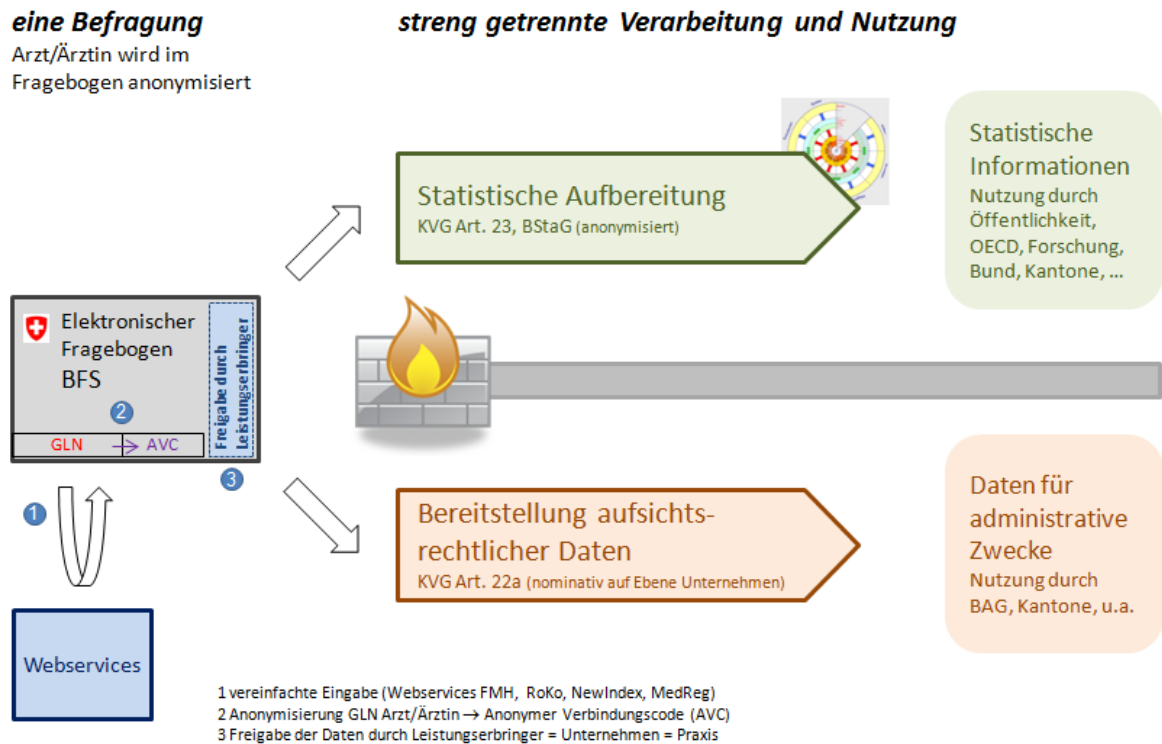 eine Befragung
Arzt/Ärztin wird im
Fragebogen anonymisiert
streng getrennte Verarbeitung und Nutzung
Statistische Aufbereitung
KVG Art. 23, BStaG (anonymisiert)
Statistische
Informationen
Nutzung durch
Öffentlichkeit,
OECD, Forschung,
Bund, Kantone, ...
Elektronischer
Fragebogen
BFS
2
GLN → AVC
Freigabe durch
Leistungserbringer
3
1
Webservices
Bereitstellung aufsichts-
rechtlicher Daten
KVG Art. 22a (nominativ auf Ebene Unternehmen)
Daten für
administrative
Zwecke
Nutzung durch
BAG, Kantone, u.a.
1 vereinfachte Eingabe (Webservices FMH, RoKo, NewIndex, MedReg)
2 Anonymisierung GLN Arzt/Ärztin → Anonymer Verbindungscode (AVC)
3 Freigabe der Daten durch Leistungserbringer = Unternehmen = Praxis